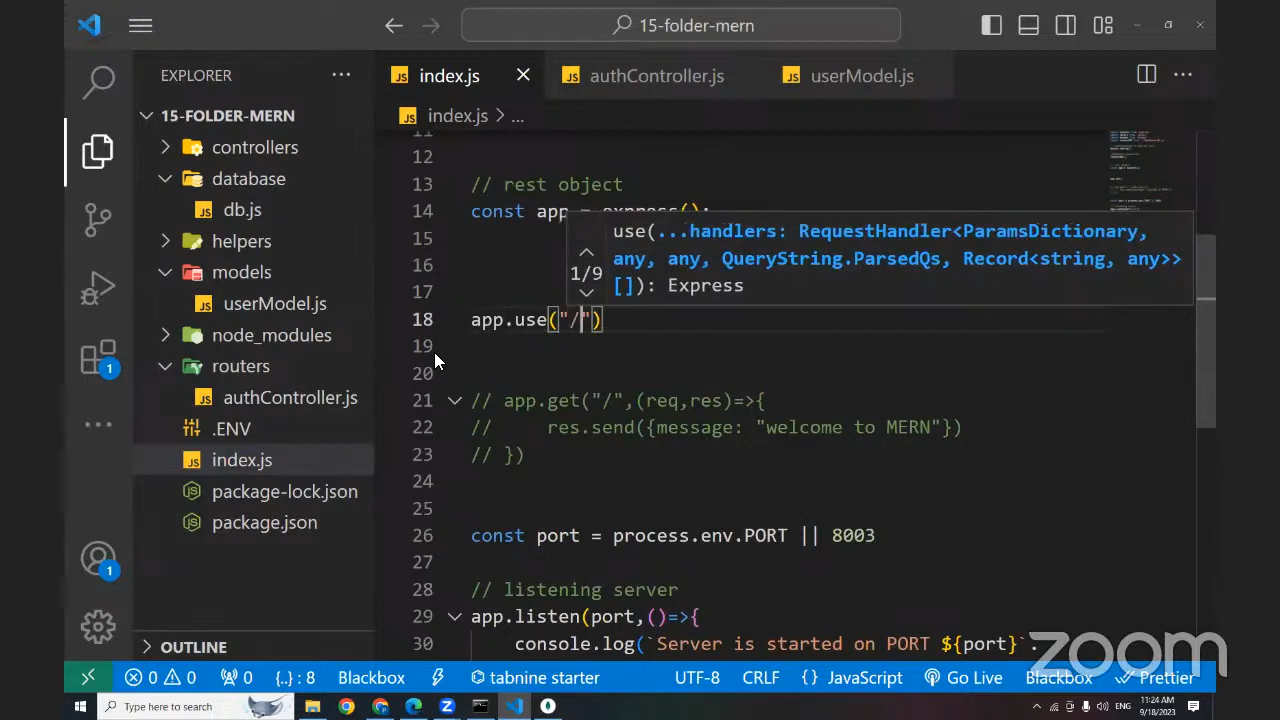 15-folder-mern
EXPLORER
index.js
authController.js
userModel.js
15-FOLDER-MERN
controllers
database
db.js
helpers
models
userModel.js
node_modules
routers
authController.js
.ENV
index.js
package-lock.json
package.json
OUTLINE
1
1
index.js > ...
11
12
13 // rest object
14 const app = express();
15
16
17
use(...handlers: RequestHandler<ParamsDictionary,
any, any, QueryString.ParsedQs, Record<string, any>>
[]): Express
1/9
18 app.use("/")
19
20
21 // app.get("/",(req,res)=>{
22 // res.send({message: "welcome to MERN"})
23 // })
24
25
26 const port = process.env.PORT || 8003
27
28 // listening server
29 app.listen(port,()=>{
30 console.log(`Server is started on PORT ${port}`.
zoom
0 0 0 {..} : 8 Blackbox tabnine starter UTF-8 CRLF {} JavaScript Go Live Blackbox Prettier
Type here to search
ENG
11:24 AM
9/18/2023